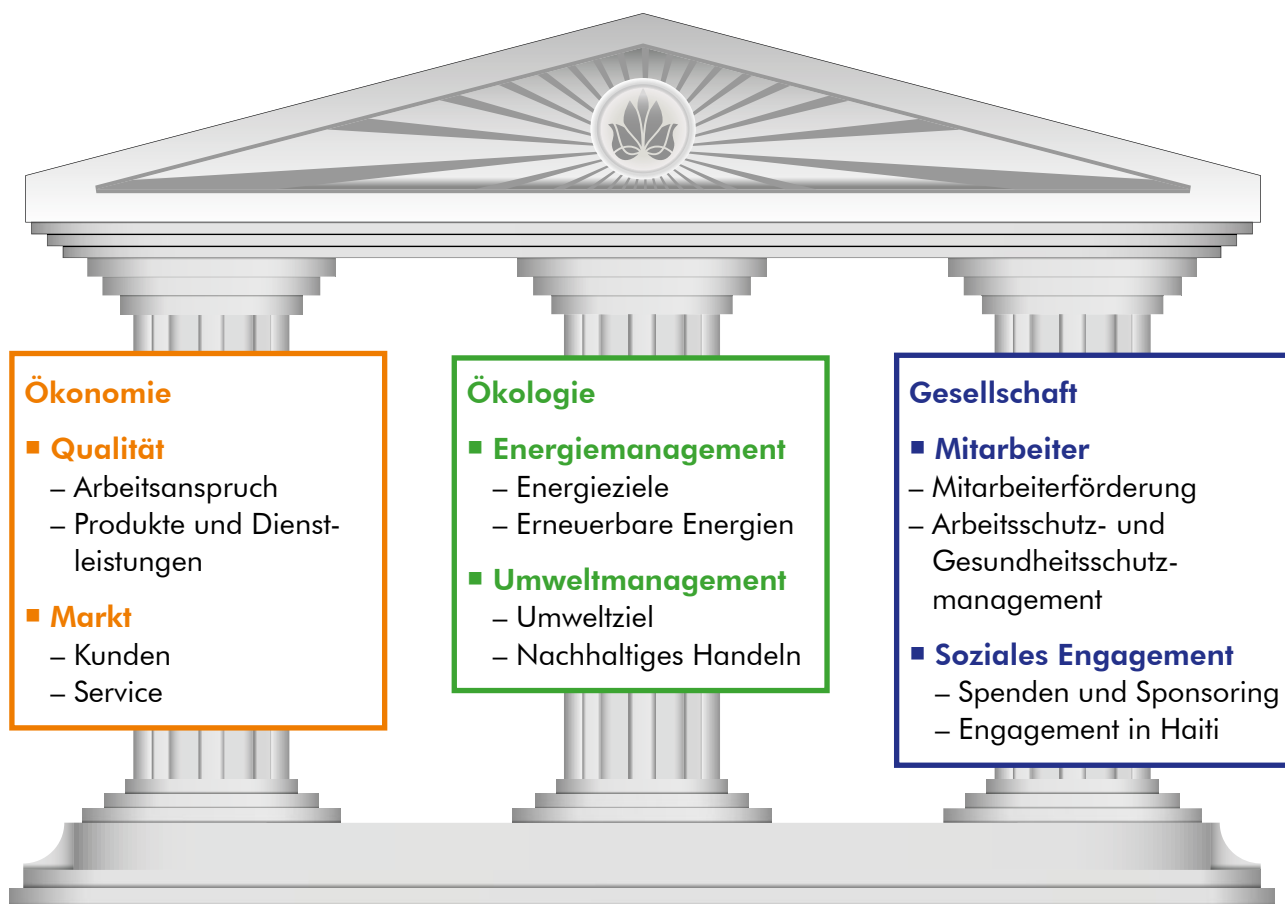 Ökonomie
■ Qualität
– Arbeitsanspruch
– Produkte und Dienst-
leistungen
■ Markt
– Kunden
– Service
Ökologie
■ Energiemanagement
– Energieziele
– Erneuerbare Energien
■ Umweltmanagement
– Umweltziel
– Nachhaltiges Handeln
Gesellschaft
■ Mitarbeiter
– Mitarbeiterförderung
– Arbeitsschutz- und
Gesundheitsschutz-
management
■ Soziales Engagement
– Spenden und Sponsoring
– Engagement in Haiti